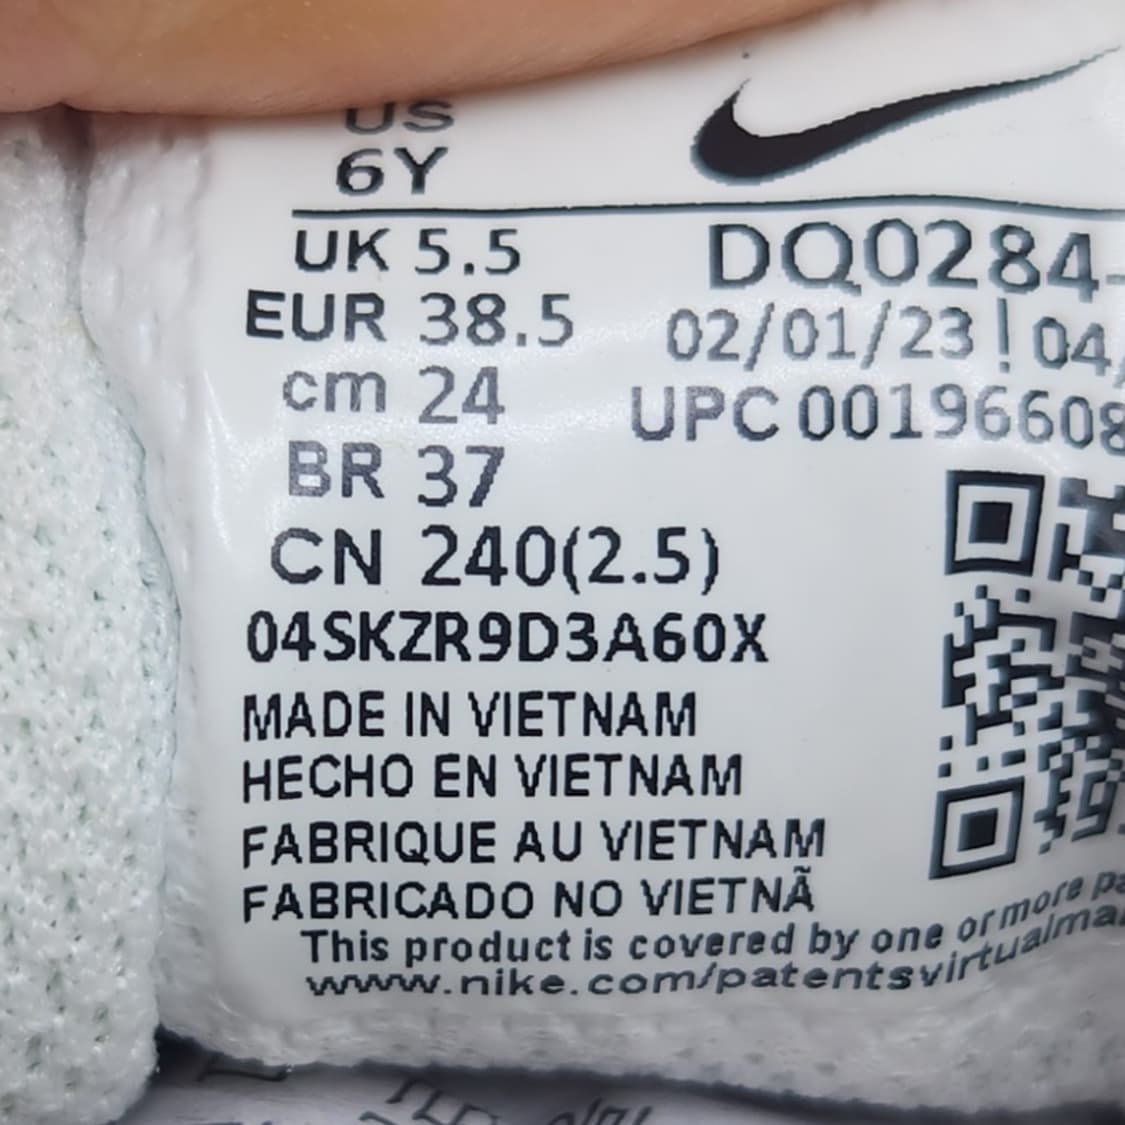 US
6Y
UK 5.5
EUR 38.5
cm 24
BR 37
CN 240(2.5)
04SKZR9D3A60X
MADE IN VIETNAM
HECHO EN VIETNAM
FABRIQUE AU VIETNAM
FABRICADO NO VIETNÃ
This product is covered by one or more
www.nike.com/patentsvirtualma
DQ0284-
02/01/23 ! 04/
UPC 00196608